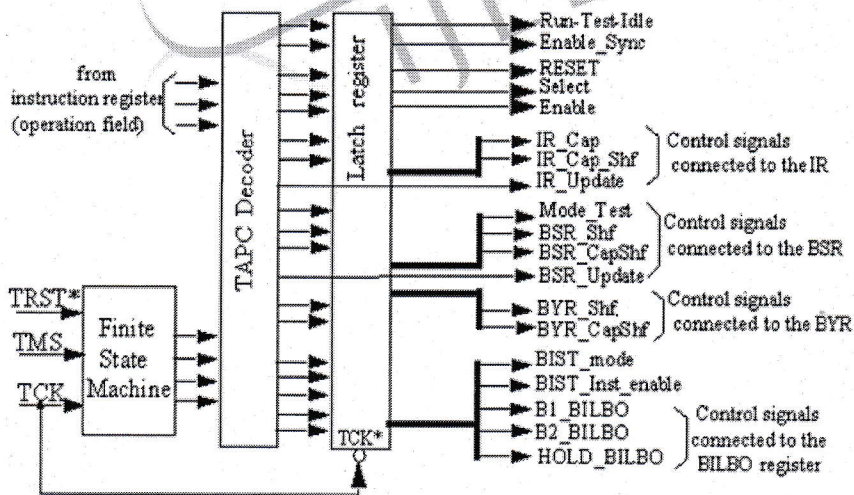 from
instruction register
(operation field)
TRST*
TMS
TCK
Finite
State
Machine
TAPC Decoder
Latch register
TCK*
Run-Test-Idle
Enable_Sync
RESET
Select
Enable
IR_Cap
IR_Cap_Shf
IR_Update
Control signals
connected to the IR
Mode_Test
BSR_Shf
BSR_CapShf
BSR_Update
Control signals
connected to the BSR
BYR_Shf
BYR_CapShf
Control signals
connected to the BYR
BIST_mode
BIST_Inst_enable
B1_BILBO
B2_BILBO
HOLD_BILBO
Control signals
connected to the
BILBO register